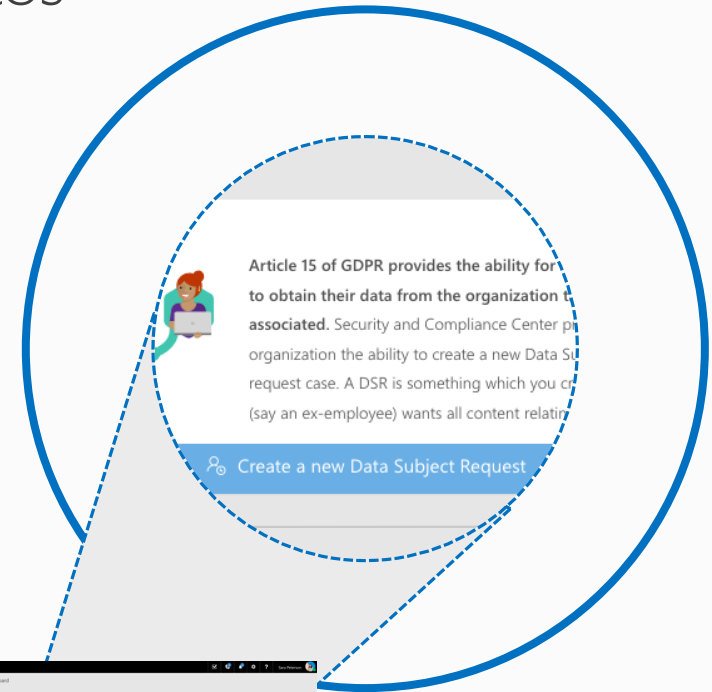 Article 15 of GDPR provides the ability for
to obtain their data from the organization t
associated. Security and Compliance Center pr
organization the ability to create a new Data Su
request case. A DSR is something which you cr
(say an ex-employee) wants all content relatin
Create a new Data Subject Request
?